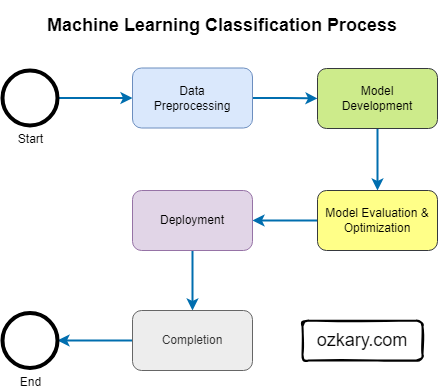 Machine Learning Classification Process
Start
Data
Preprocessing
Model
Development
Model Evaluation &
Optimization
Deployment
Completion
End
ozkary.com